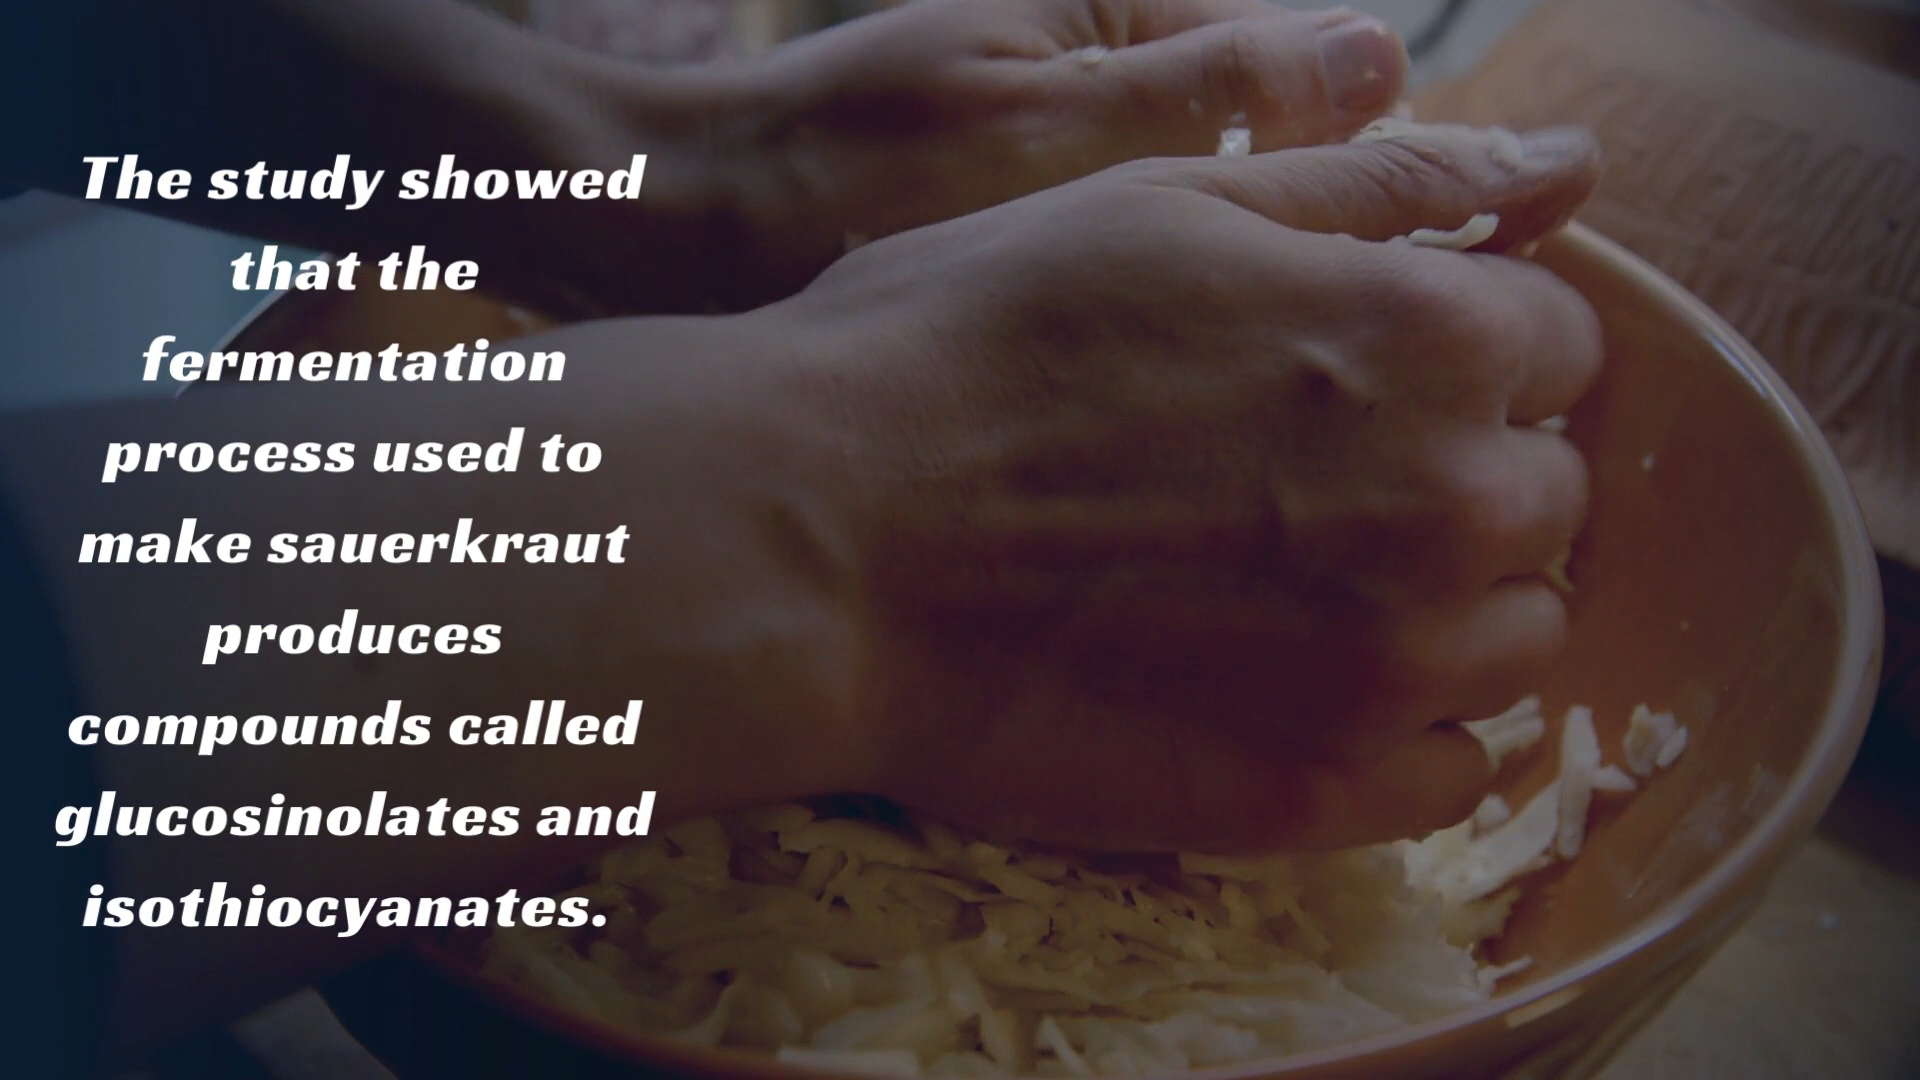 The study showed
that the
fermentation
process used to
make sauerkraut
produces
compounds called
glucosinolates and
isothiocyanates.